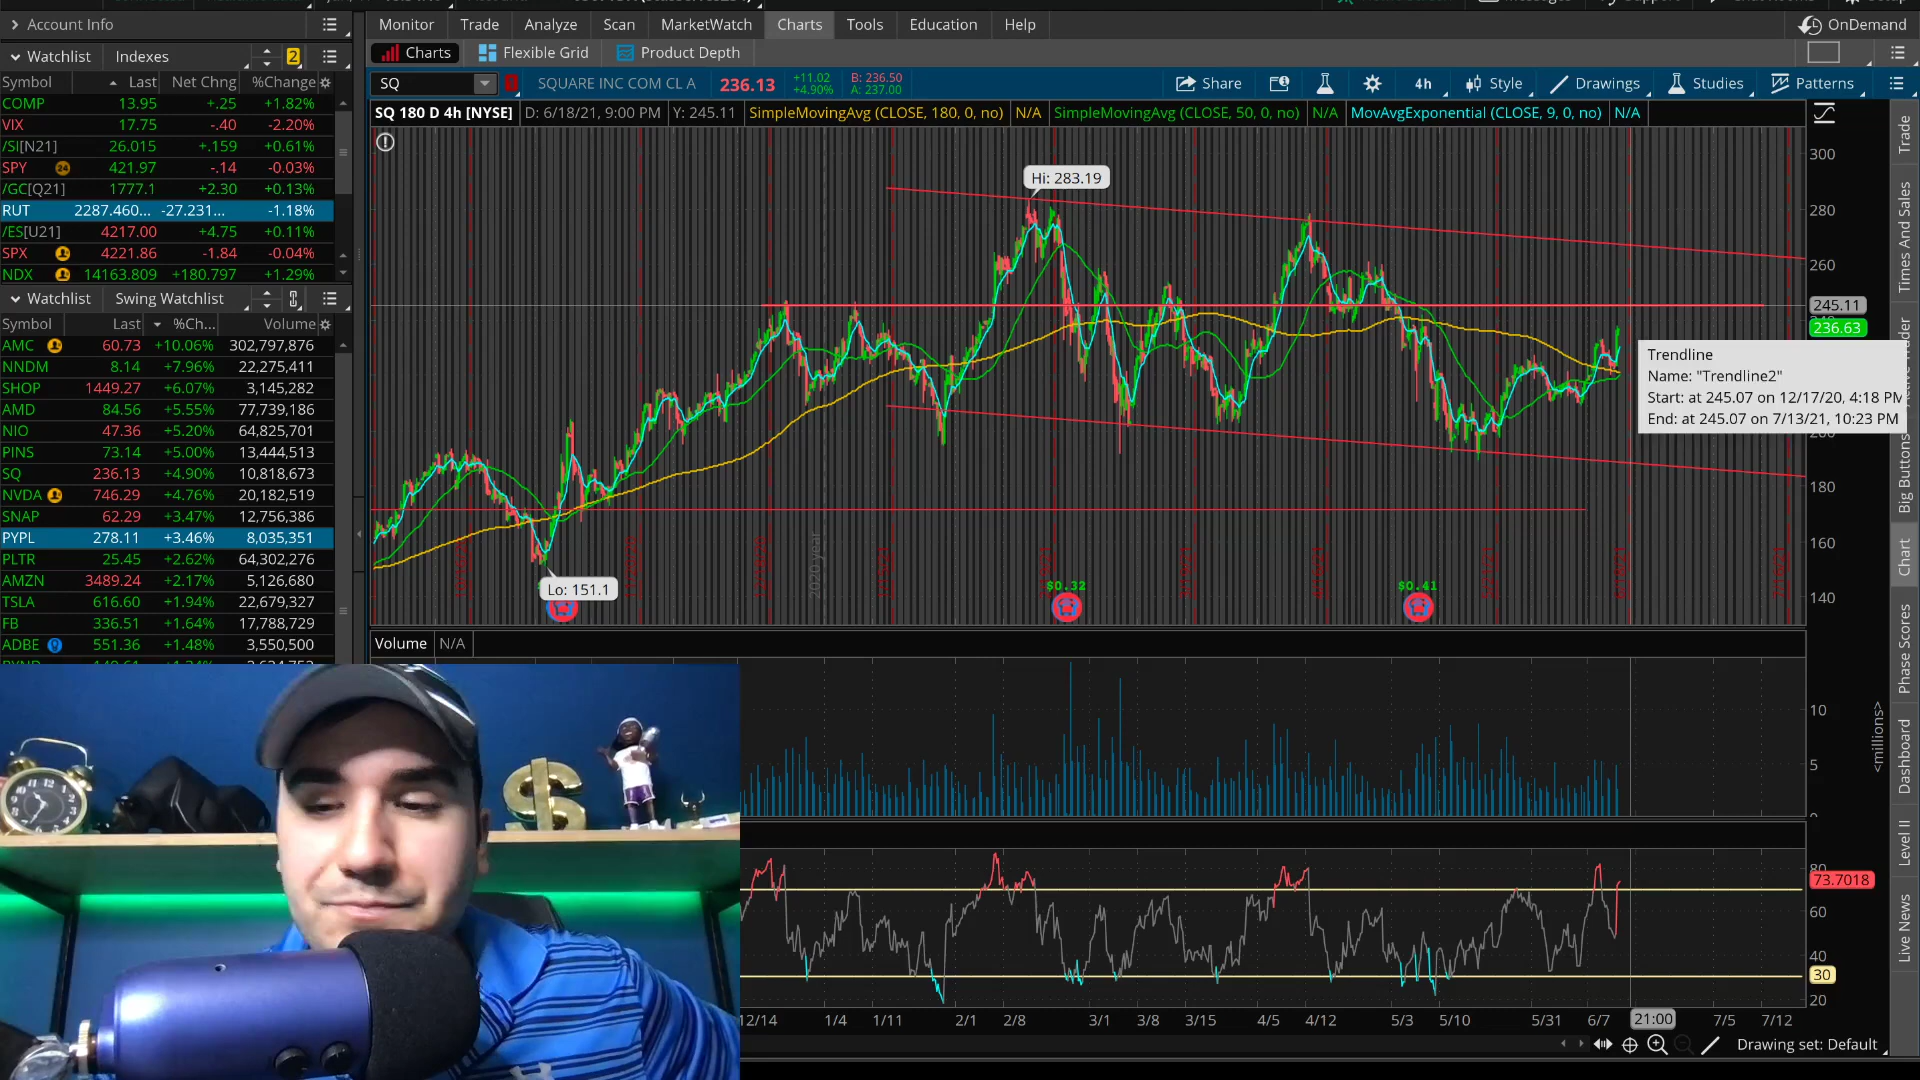 Account Info
Monitor Trade Analyze Scan MarketWatch Charts Tools Education Help OnDemand
Watchlist Indexes 2
Charts Flexible Grid Product Depth
Symbol Last Net Chng %Change
COMP 13.95 +.25 +1.82%
VIX 17.75 -.40 -2.20%
/SI[N21] 26.015 +.159 +0.61%
SPY 421.97 -.14 -0.03%
/GC[Q21] 1777.1 +2.30 +0.13%
RUT 2287.460... -27.231... -1.18%
/ES[U21] 4217.00 +4.75 +0.11%
SPX 4221.86 -1.84 -0.04%
NDX 14163.809 +180.797 +1.29%
Watchlist Swing Watchlist
Symbol Last %Ch... Volume
AMC 60.73 +10.06% 302,797,876
NNDM 8.14 +7.96% 22,275,411
SHOP 1449.27 +6.07% 3,145,282
AMD 84.56 +5.55% 77,739,186
NIO 47.36 +5.20% 64,825,701
PINS 73.14 +5.00% 13,444,513
SQ 236.13 +4.90% 10,818,673
NVDA 746.29 +4.76% 20,182,519
SNAP 62.29 +3.47% 12,756,386
PYPL 278.11 +3.46% 8,035,351
PLTR 25.45 +2.62% 64,302,276
AMZN 3489.24 +2.17% 5,126,680
TSLA 616.60 +1.94% 22,679,327
FB 336.51 +1.64% 17,788,729
ADBE 551.36 +1.48% 3,550,500
SQ SQUARE INC COM CL A 236.13 +11.02 B: 236.50
+4.90% A: 237.00
Share 4h Style Drawings Studies Patterns
SQ 180 D 4h [NYSE] D: 6/18/21, 9:00 PM Y: 245.11 SimpleMovingAvg (CLOSE, 180, 0, no) N/A SimpleMovingAvg (CLOSE, 50, 0, no) N/A MovAvgExponential (CLOSE, 9, 0, no) N/A
300
Hi: 283.19
280
260
245.11
236.63
Trendline
Name: "Trendline2"
Start: at 245.07 on 12/17/20, 4:18 PM
End: at 245.07 on 7/13/21, 10:23 PM
180
160
Lo: 151.1
140
2020 year
$0.32
$0.41
Volume N/A
10
5
<millions>
80
73.7018
60
40
30
20
12/14 1/4 1/11 2/1 2/8 3/1 3/8 3/15 4/5 4/12 5/3 5/10 5/31 6/7 21:00 7/5 7/12
Drawing set: Default
Trade
Times And Sales
Big Buttons
Chart
Phase Scores
Dashboard
Level II
Live News